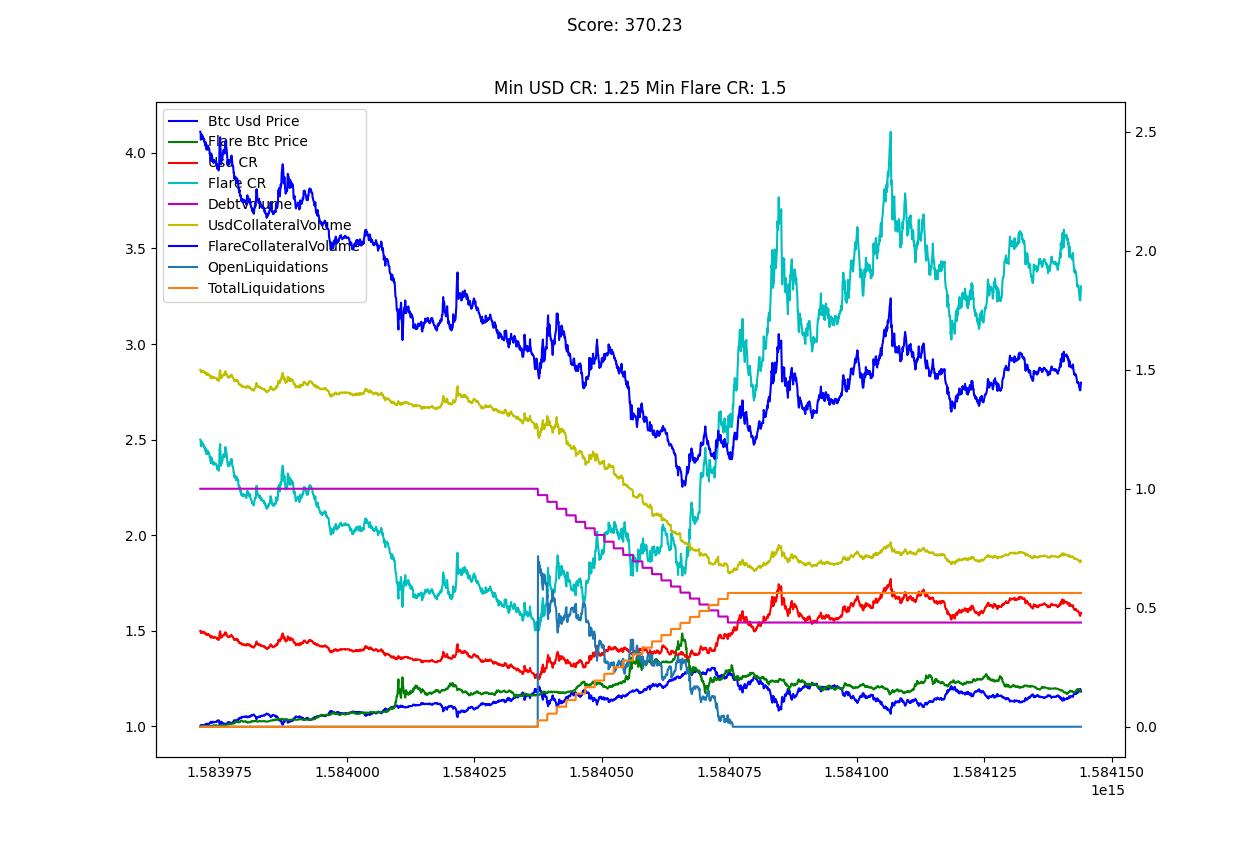 Score: 370.23
Min USD CR: 1.25 Min Flare CR: 1.5
Btc Usd Price
Flare Btc Price
Usd CR
Flare CR
DebtVolume
UsdCollateralVolume
FlareCollateralVolume
OpenLiquidations
TotalLiquidations
4.0
3.5
3.0
2.5
2.0
1.5
1.0
2.5
2.0
1.5
1.0
0.5
0.0
1.583975 1.584000 1.584025 1.584050 1.584075 1.584100 1.584125 1.584150
1e15